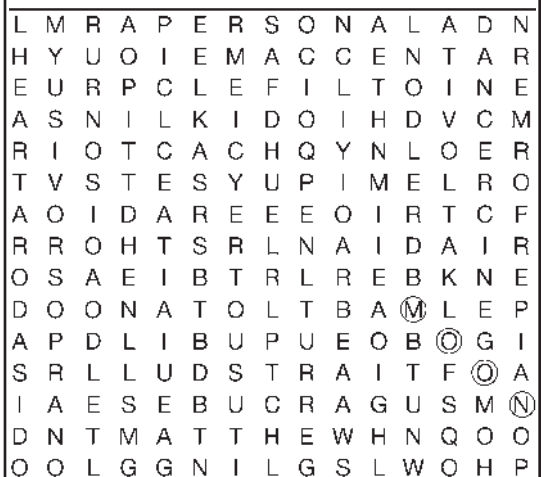 L M R A P E R S O N A L A D N
H Y U O I E M A C C E N T A R
E U R P C L E F I L T O I N E
A S N I L K I D O I H D V C M
R I O T C A C H Q Y N L O E R
T V S T E S Y U P I M E L R O
A O I D A R E E E O I R T C F
R R O H T S R L N A I D A I R
O S A E I B T R L R E B K N E
D O O N A T O L T B A M L E P
A P D L I B U P U E O B O G I
S R L L U D S T R A I T F O A
I A E S E B U C R A G U S M N
D N T M A T T H E W H N Q O O
O O L G G N I L G S L W O H P